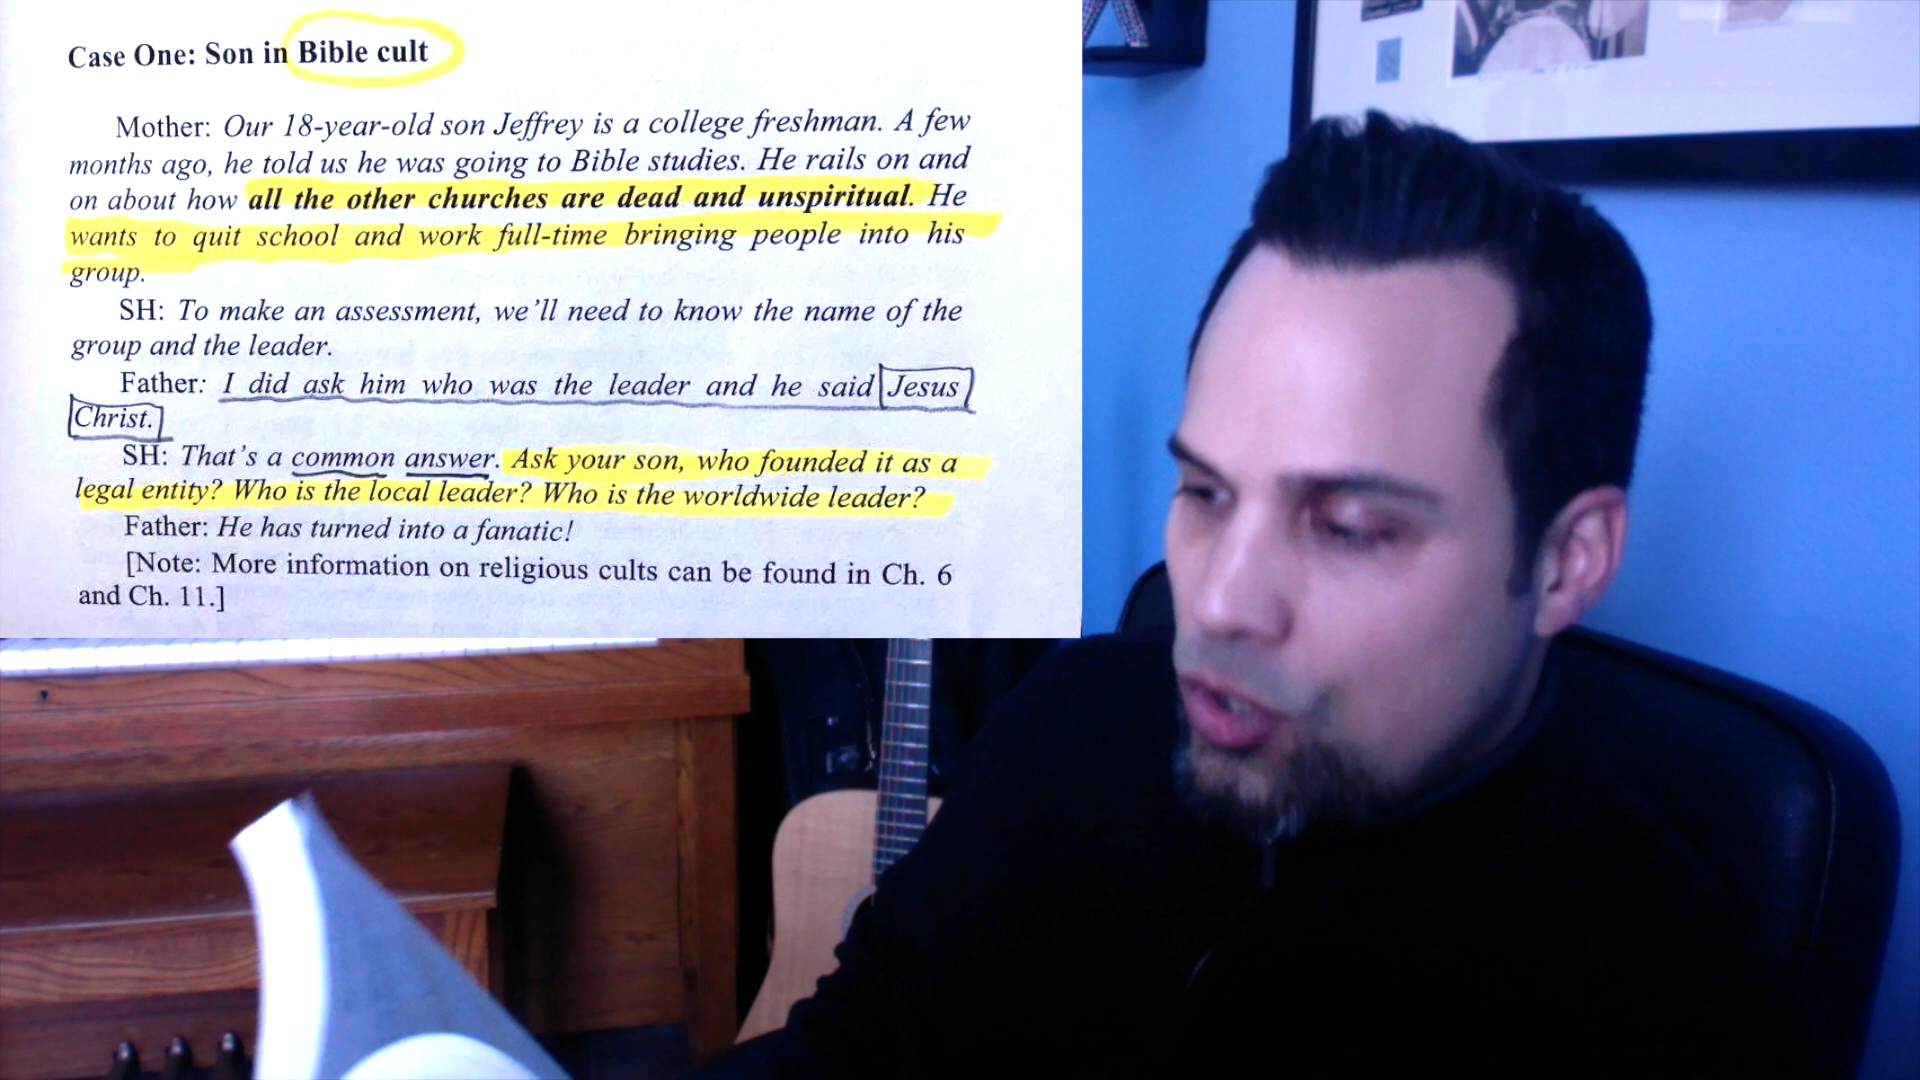 Case One: Son in Bible cult
Mother: Our 18-year-old son Jeffrey is a college freshman. A few
months ago, he told us he was going to Bible studies. He rails on and
on about how all the other churches are dead and unspiritual. He
wants to quit school and work full-time bringing people into his
group.
SH: To make an assessment, we'll need to know the name of the
group and the leader.
Father: I did ask him who was the leader and he said Jesus
Christ.
SH: That's a common answer. Ask your son, who founded it as a
legal entity? Who is the local leader? Who is the worldwide leader?
Father: He has turned into a fanatic!
[Note: More information on religious cults can be found in Ch. 6
and Ch. 11.]